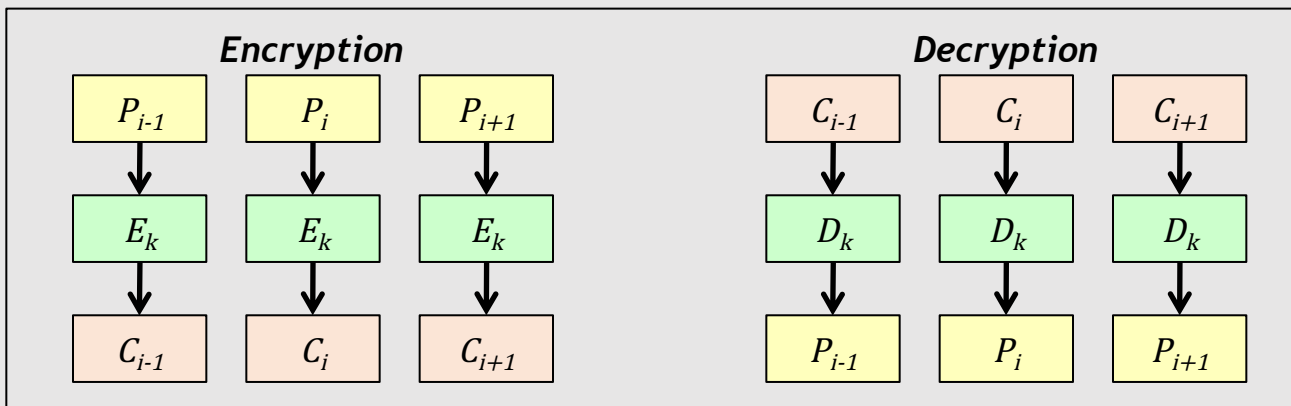 Encryption Decryption
P_{i-1} P_i P_{i+1} C_{i-1} C_i C_{i+1}
E_k E_k E_k D_k D_k D_k
C_{i-1} C_i C_{i+1} P_{i-1} P_i P_{i+1}